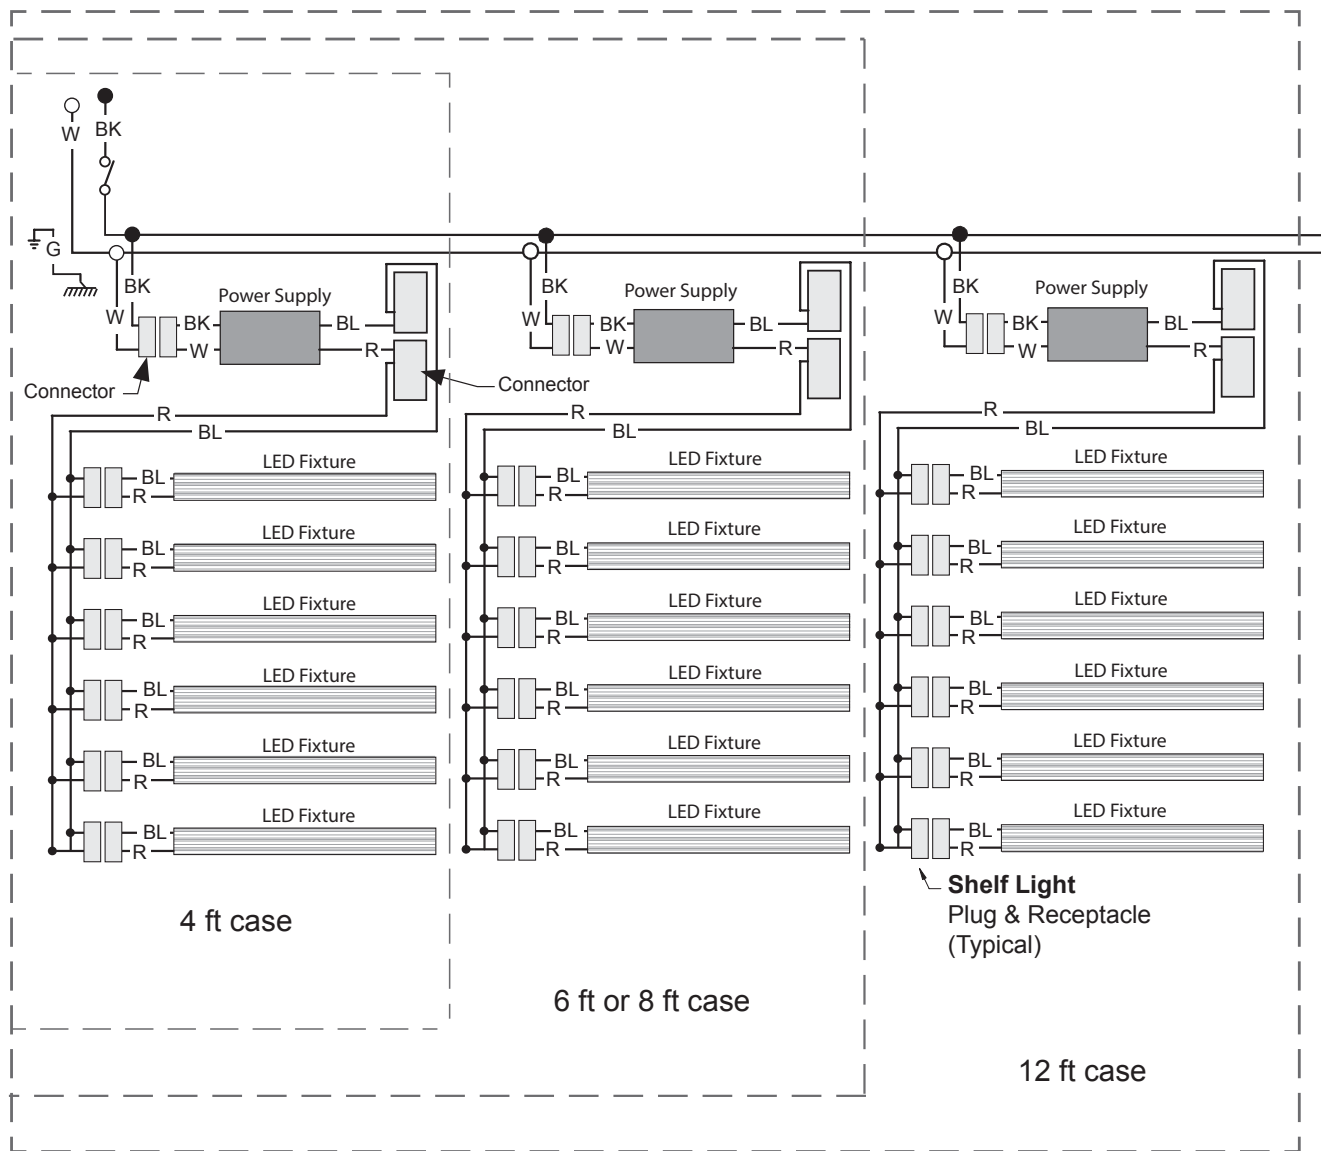 W BK
G
BK BK BK
W W W
Power Supply Power Supply Power Supply
BK BL BK BL BK BL
W R W R W R
Connector Connector
R R R
BL BL BL
LED Fixture LED Fixture LED Fixture
BL BL BL
R R R
LED Fixture LED Fixture LED Fixture
BL BL BL
R R R
LED Fixture LED Fixture LED Fixture
BL BL BL
R R R
LED Fixture LED Fixture LED Fixture
BL BL BL
R R R
LED Fixture LED Fixture LED Fixture
BL BL BL
R R R
LED Fixture LED Fixture LED Fixture
BL BL BL
R R R
Shelf Light
Plug & Receptacle
(Typical)
4 ft case
6 ft or 8 ft case
12 ft case